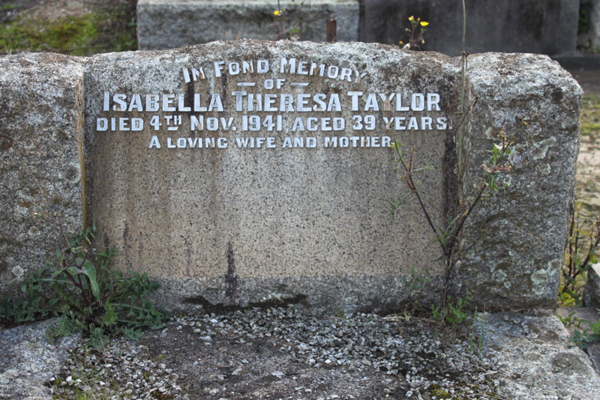 In Fond Memory
OF
Isabella Theresa Taylor
DIED 4TH Nov. 1941, AGED 39 YEARS.
A LOVING WIFE AND MOTHER.